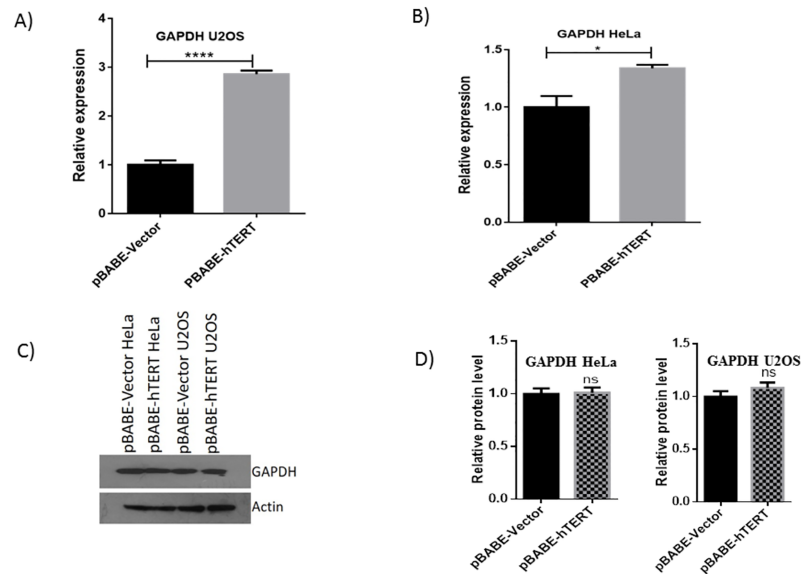 A)
GAPDH U2OS
****
Relative expression
4
3
2
1
0
pBABE-Vector
PBABE-hTERT
B)
GAPDH HeLa
*
Relative expression
1.5
1.0
0.5
0.0
pBABE-Vector
PBABE-hTERT
C)
pBABE-Vector HeLa
pBABE-hTERT HeLa
pBABE-Vector U2OS
pBABE-hTERT U2OS
GAPDH
Actin
D)
GAPDH HeLa
ns
Relative protein level
1.5
1.0
0.5
0.0
pBABE-Vector
pBABE-hTERT
GAPDH U2OS
ns
Relative protein level
1.5
1.0
0.5
0.0
pBABE-Vector
pBABE-hTERT